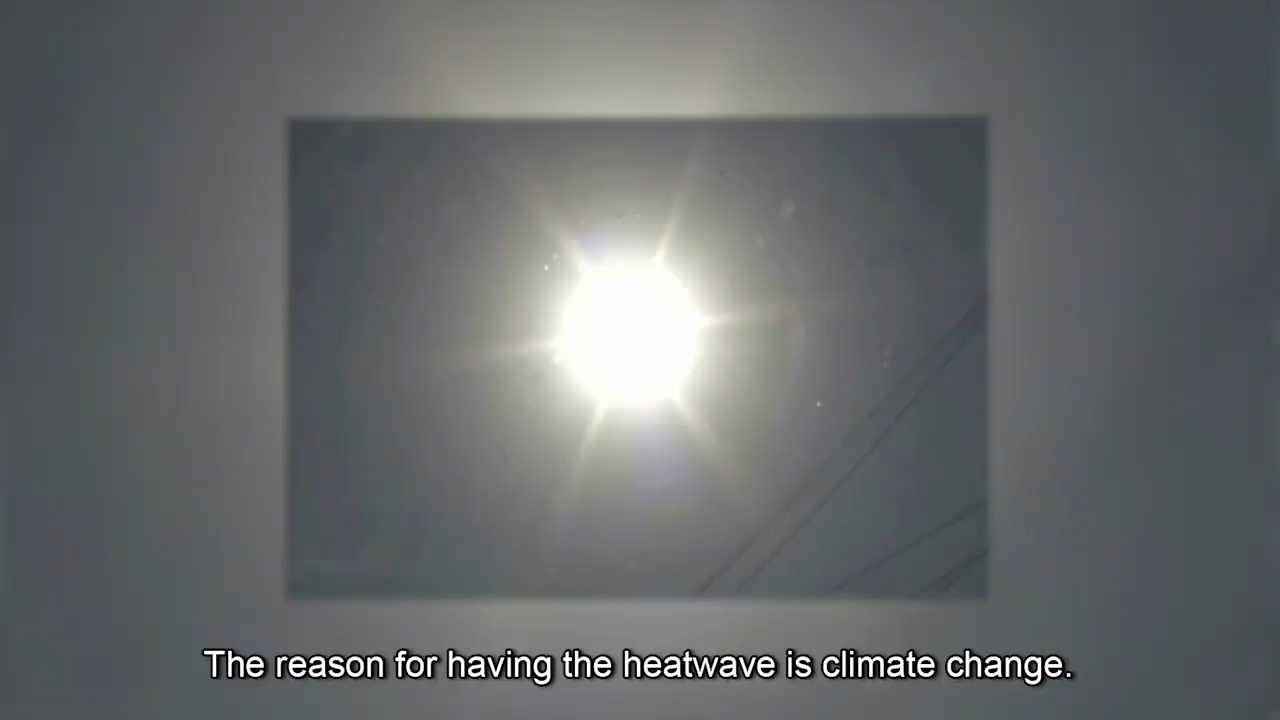 The reason for having the heatwave is climate change.